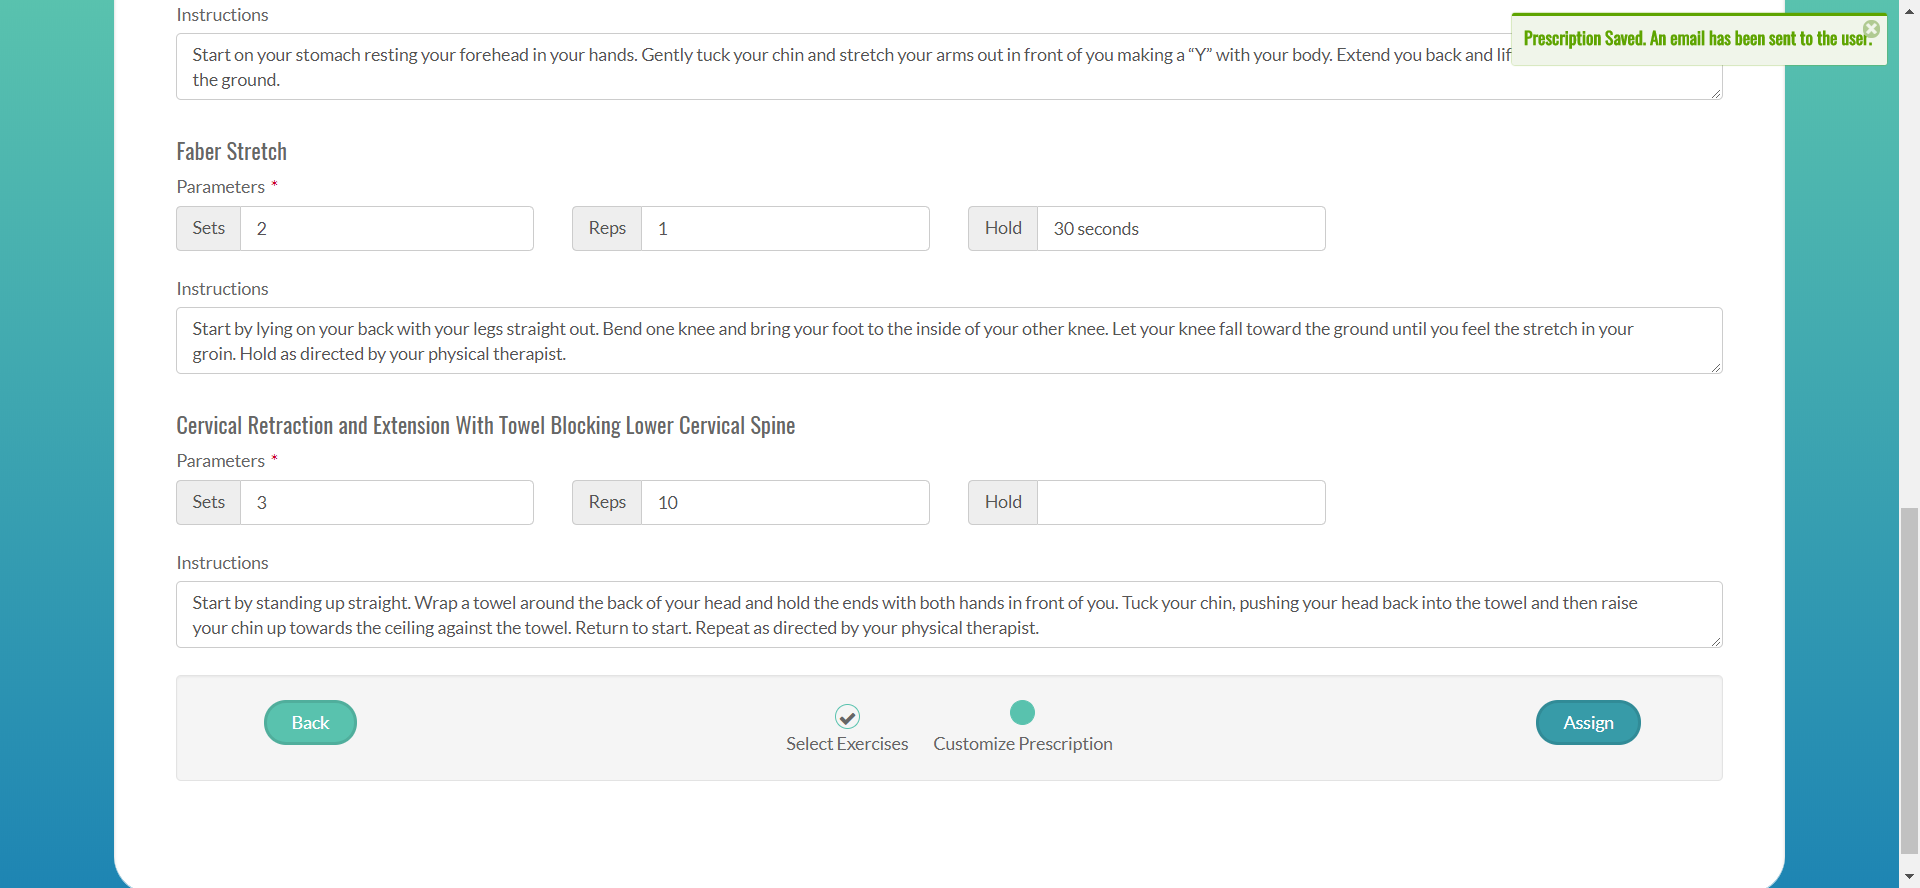 Instructions
Prescription Saved. An email has been sent to the user.
Start on your stomach resting your forehead in your hands. Gently tuck your chin and stretch your arms out in front of you making a “Y” with your body. Extend you back and
the ground.
Faber Stretch
Parameters *
Sets 2 Reps 1 Hold 30 seconds
Instructions
Start by lying on your back with your legs straight out. Bend one knee and bring your foot to the inside of your other knee. Let your knee fall toward the ground until you feel the stretch in your
groin. Hold as directed by your physical therapist.
Cervical Retraction and Extension With Towel Blocking Lower Cervical Spine
Parameters *
Sets 3 Reps 10 Hold
Instructions
Start by standing up straight. Wrap a towel around the back of your head and hold the ends with both hands in front of you. Tuck your chin, pushing your head back into the towel and then raise
your chin up towards the ceiling against the towel. Return to start. Repeat as directed by your physical therapist.
Back Select Exercises Customize Prescription Assign